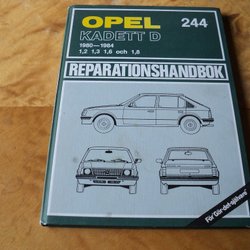 OPEL 244
KADETT D
1980—1984
1,2 1,3 1,6 och 1,8
REPARATIONSHANDBOK
För Gör-det-självare